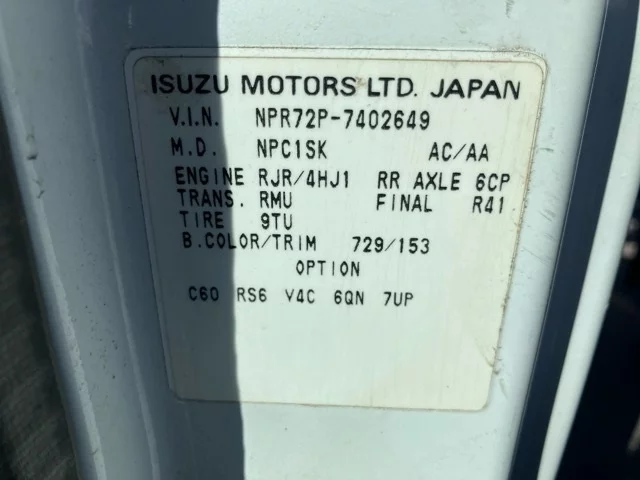 ISUZU MOTORS LTD. JAPAN
V.I.N. NPR72P-7402649
M.D. NPC1SK AC/AA
ENGINE RJR/4HJ1 RR AXLE 6CP
TRANS. RMU FINAL R41
TIRE 9TU
B.COLOR/TRIM 729/153
OPTION
C60 RS6 V4C 6QN 7UP